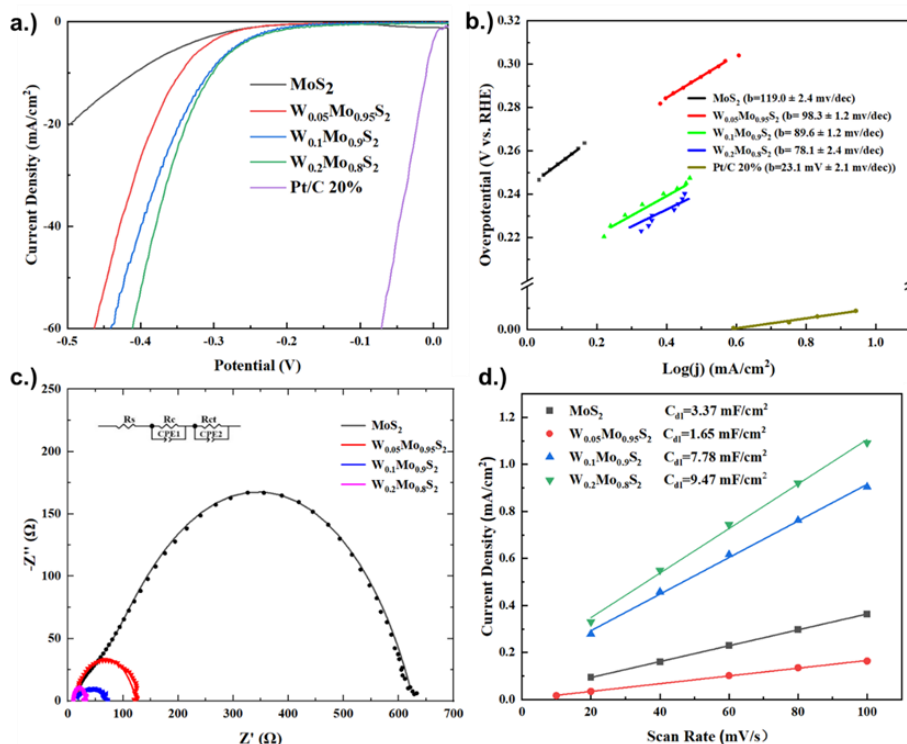 a.)
0
-20
-40
-60
-0.5
-0.4
-0.3
-0.2
-0.1
0.0
Current Density (mA/cm²)
Potential (V)
MoS₂
W₀.₀₅Mo₀.₉₅S₂
W₀.₁Mo₀.₉S₂
W₀.₂Mo₀.₈S₂
Pt/C 20%
b.)
0.30
0.26
0.22
0.00
0.0
0.2
0.4
0.6
0.8
1.0
Overpotential (V vs. RHE)
Log(j) (mA/cm²)
MoS₂ (b=119.0 ± 2.4 mv/dec)
W₀.₀₅Mo₀.₉₅S₂ (b= 98.3 ± 1.2 mv/dec)
W₀.₁Mo₀.₉S₂ (b= 89.6 ± 1.2 mv/dec)
W₀.₂Mo₀.₈S₂ (b= 78.1 ± 2.4 mv/dec)
Pt/C 20% (b=23.1 mV ± 2.1 mv/dec))
c.)
250
200
150
100
50
0
0
100
200
300
400
500
600
700
-Z'' (Ω)
Z' (Ω)
Rs
Rc
Rct
CPE1
CPE2
MoS₂
W₀.₀₅Mo₀.₉₅S₂
W₀.₁Mo₀.₉S₂
W₀.₂Mo₀.₈S₂
d.)
1.2
1.0
0.8
0.6
0.4
0.2
0.0
20
40
60
80
100
Current Density (mA/cm²)
Scan Rate (mV/s)
MoS₂ C_dl=3.37 mF/cm²
W₀.₀₅Mo₀.₉₅S₂ C_dl=1.65 mF/cm²
W₀.₁Mo₀.₉S₂ C_dl=7.78 mF/cm²
W₀.₂Mo₀.₈S₂ C_dl=9.47 mF/cm²